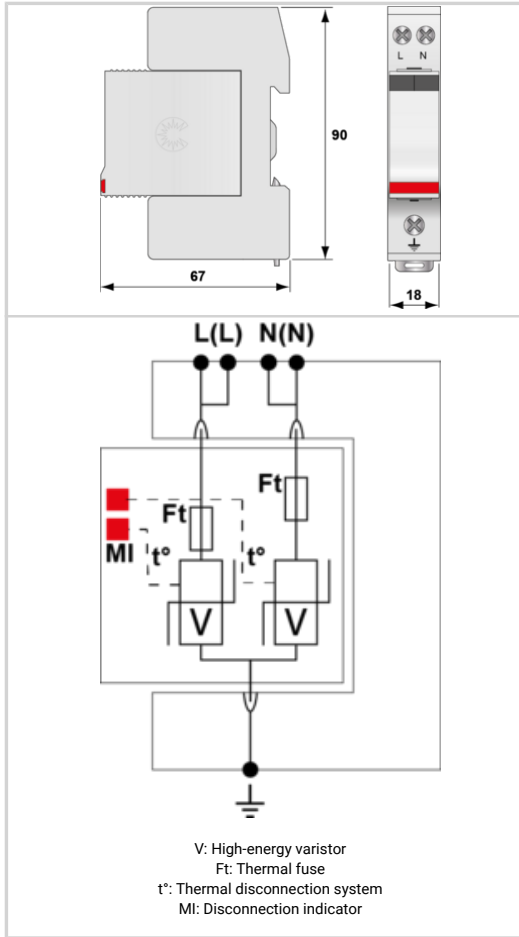 L N
90
67
18
L(L) N(N)
Ft
Ft
MI
t°
t°
V
V
V: High-energy varistor
Ft: Thermal fuse
t°: Thermal disconnection system
MI: Disconnection indicator